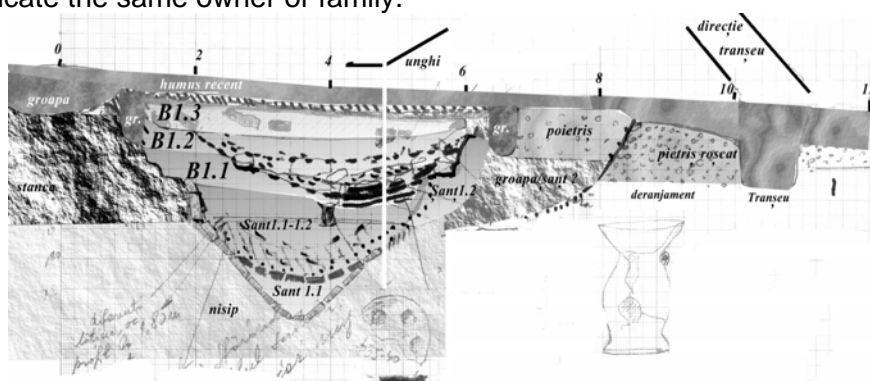 icate the same owner or family.
direcție
transeu
unghi
0
2
4
6
8
10
1
humus recent
groapa
gr.
B1.3
B1.2
B1.1
gr.
poietris
pietris roscat
stanca
groapa/sant ?
Sant1.2
Sant1.1-1.2
deranjament
Transeu
Sant 1.1
nisip